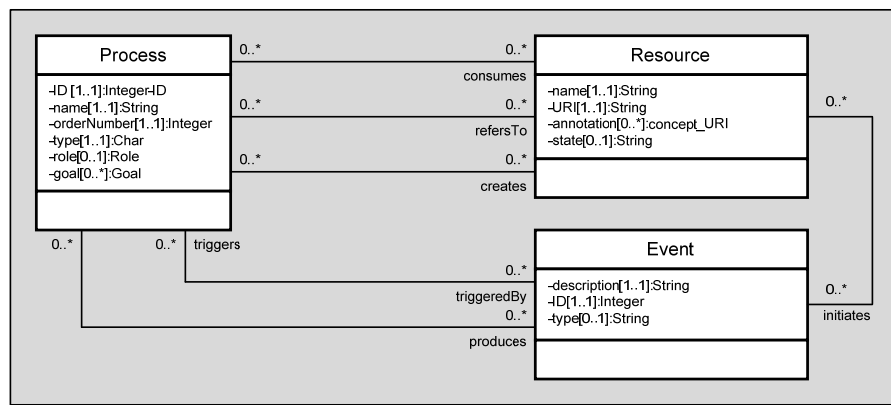 Process
-ID [1..1]:Integer-ID
-name[1..1]:String
-orderNumber[1..1]:Integer
-type[1..1]:Char
-role[0..1]:Role
-goal[0..*]:Goal
0..*
0..*
consumes
0..*
0..*
refersTo
0..*
0..*
creates
Resource
-name[1..1]:String
-URI[1..1]:String
-annotation[0..*]:concept_URI
-state[0..1]:String
0..*
0..*
0..*
triggers
0..*
triggeredBy
0..*
produces
Event
-description[1..1]:String
-ID[1..1]:Integer
-type[0..1]:String
0..*
initiates